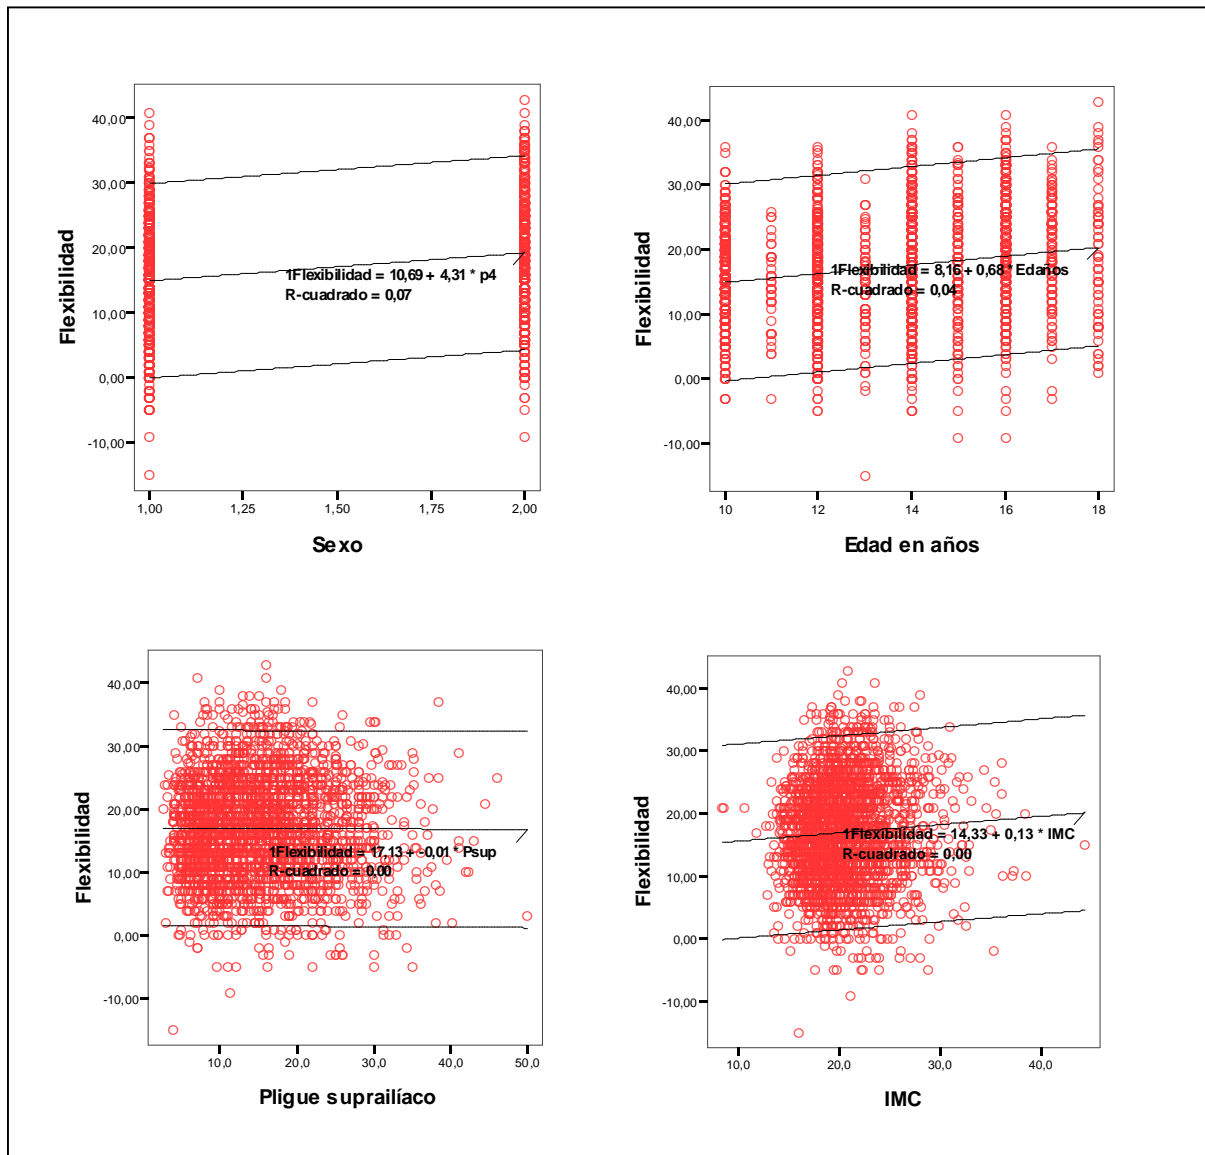 40,00
30,00
20,00
10,00
0,00
-10,00
Flexibilidad
1Flexibilidad = 10,69 + 4,31 * p4
R-cuadrado = 0,07
1,00 1,25 1,50 1,75 2,00
Sexo
40,00
30,00
20,00
10,00
0,00
-10,00
Flexibilidad
1Flexibilidad = 8,16 + 0,68 * Edaños
R-cuadrado = 0,04
10 12 14 16 18
Edad en años
40,00
30,00
20,00
10,00
0,00
-10,00
Flexibilidad
1Flexibilidad = 17,13 + -0,01 * Psup
R-cuadrado = 0,00
10,0 20,0 30,0 40,0 50,0
Pligue suprailíaco
40,00
30,00
20,00
10,00
0,00
-10,00
Flexibilidad
1Flexibilidad = 14,33 + 0,13 * IMC
R-cuadrado = 0,00
10,0 20,0 30,0 40,0
IMC